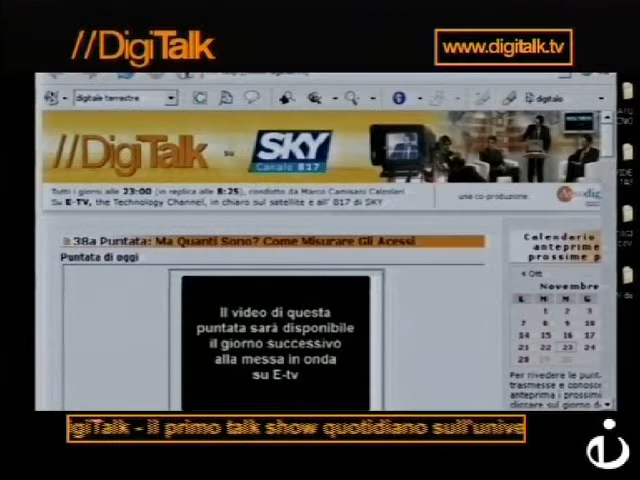 //DigiTalk
www.digitalk.tv
digitale terrestre
digitale
//DigiTalk su SKY
Canale 817
Tutti i giorni alle 23:00 (in replica alle 8:25), condotto da Marco Camisani Calzolari
Su E-TV, the Technology Channel, in chiaro sul satellite e all' 817 di SKY
una co-produzione:
38a Puntata: Ma Quanti Sono? Come Misurare Gli Accessi
Puntata di oggi
Il video di questa
puntata sarà disponibile
il giorno successivo
alla messa in onda
su E-tv
Calendario
anteprime
prossime p
« Ott
Novembre
L M M G
1 2 3
7 8 9 10
14 15 16 17
21 22 23 24
28 29 30
Per rivedere le punt
trasmesse e conosce
anteprima i prossimi
cliccare sul giorno d
igiTalk - il primo talk show quotidiano sull'unive